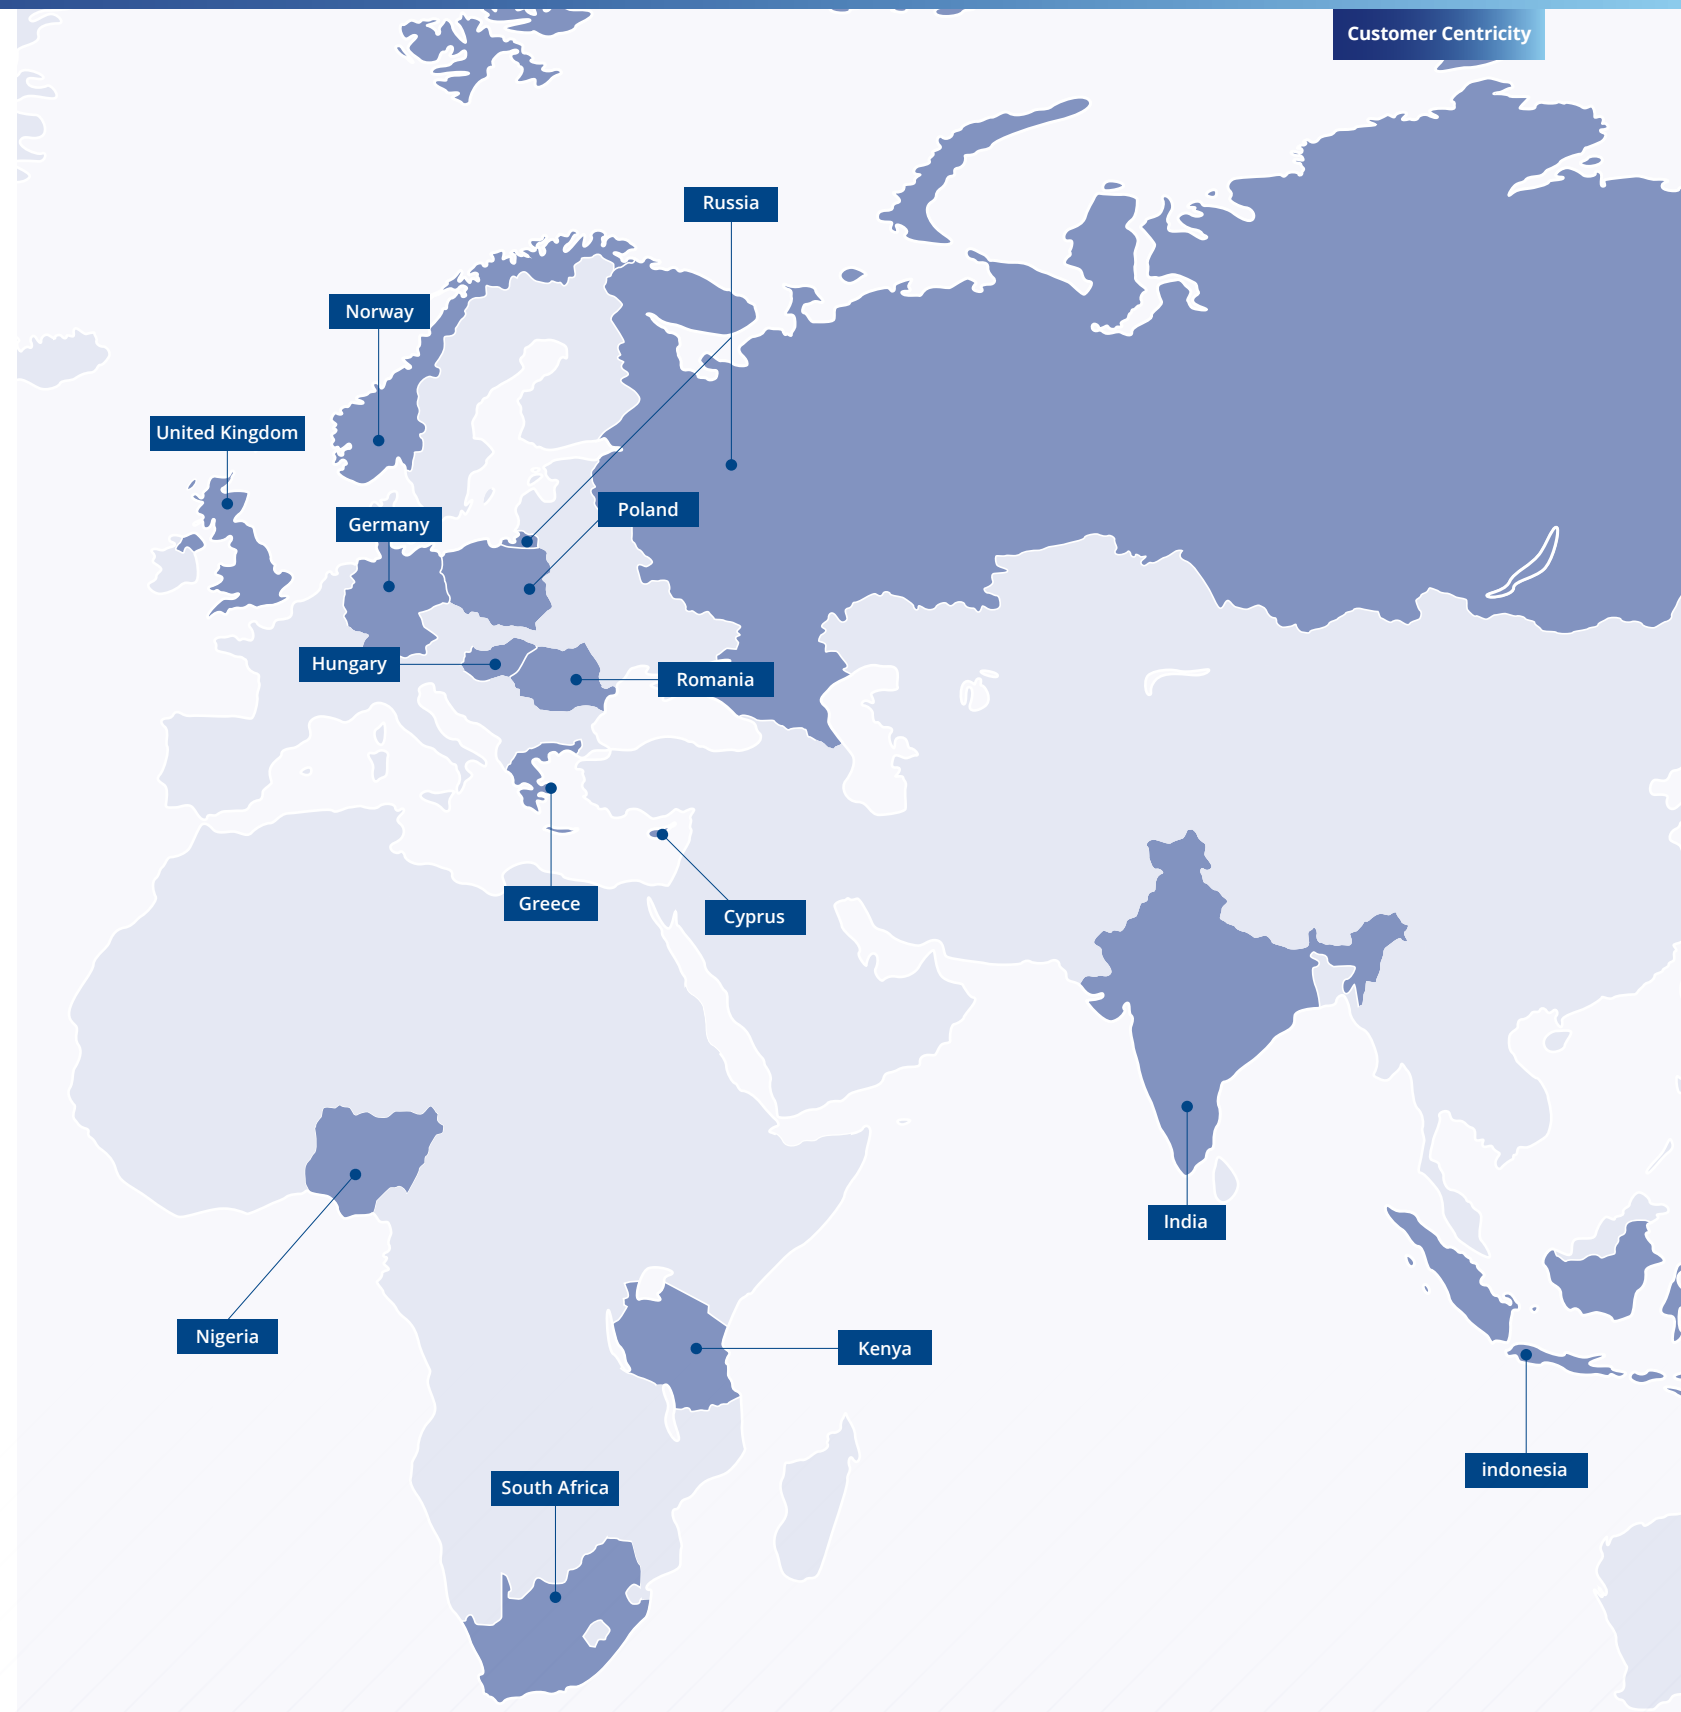 Customer Centricity
Russia
Norway
United Kingdom
Poland
Germany
Hungary
Romania
Greece
Cyprus
India
Nigeria
Kenya
indonesia
South Africa